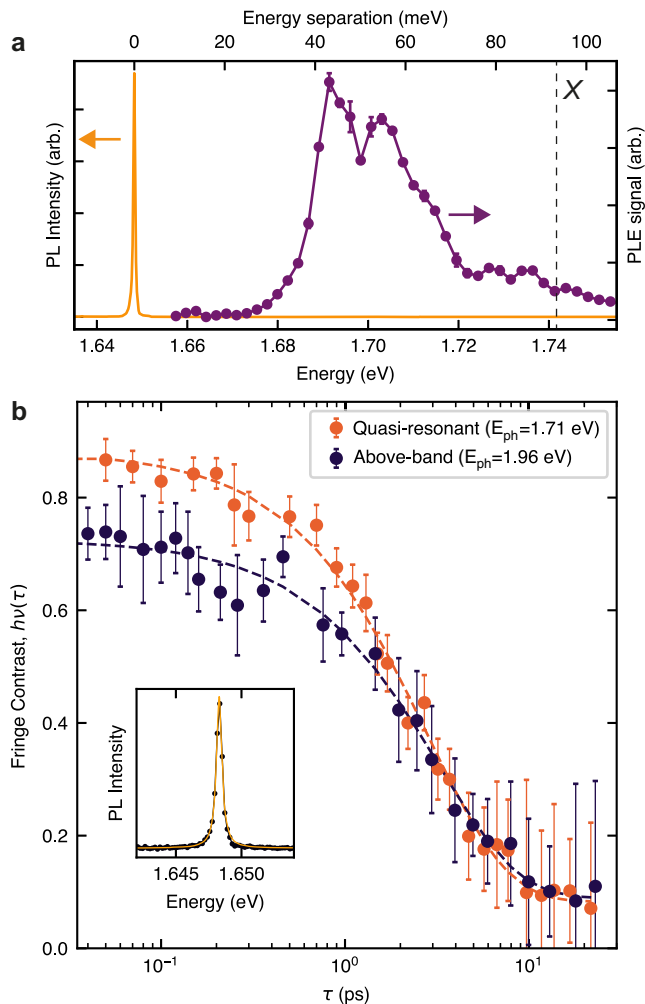 Energy separation (meV)
a
0 20 40 60 80 100
X
PL Intensity (arb.)
PLE signal (arb.)
1.64 1.66 1.68 1.70 1.72 1.74
Energy (eV)
b
Quasi-resonant (E_ph=1.71 eV)
Above-band (E_ph=1.96 eV)
0.8
0.6
0.4
0.2
0.0
Fringe Contrast, hν(τ)
PL Intensity
1.645 1.650
Energy (eV)
10⁻¹ 10⁰ 10¹
τ (ps)